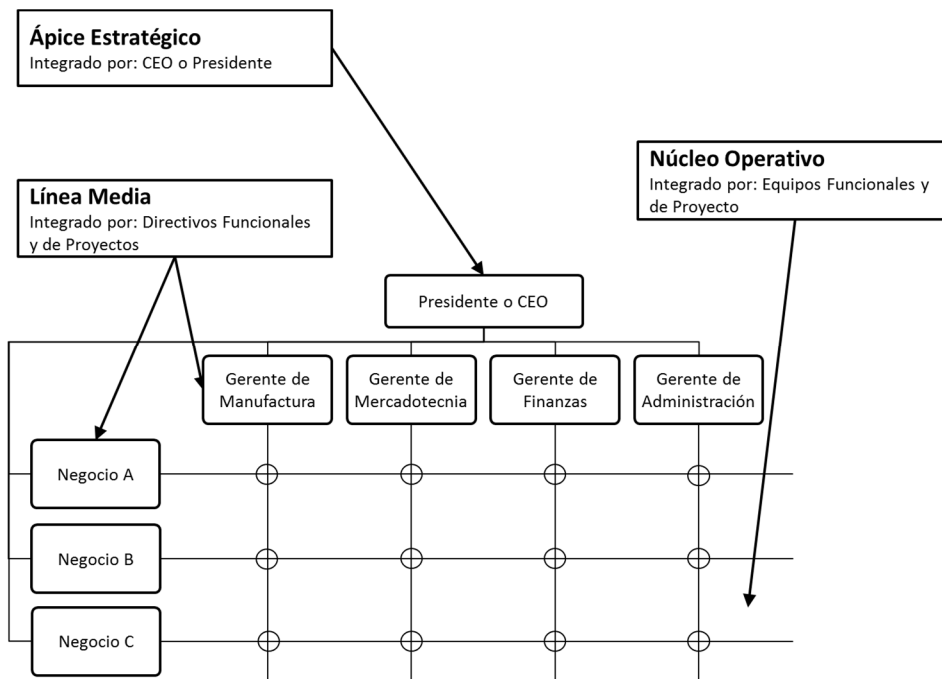 Ápice Estratégico
Integrado por: CEO o Presidente
Núcleo Operativo
Integrado por: Equipos Funcionales y
de Proyecto
Línea Media
Integrado por: Directivos Funcionales
y de Proyectos
Presidente o CEO
Gerente de
Manufactura
Gerente de
Mercadotecnia
Gerente de
Finanzas
Gerente de
Administración
Negocio A
Negocio B
Negocio C